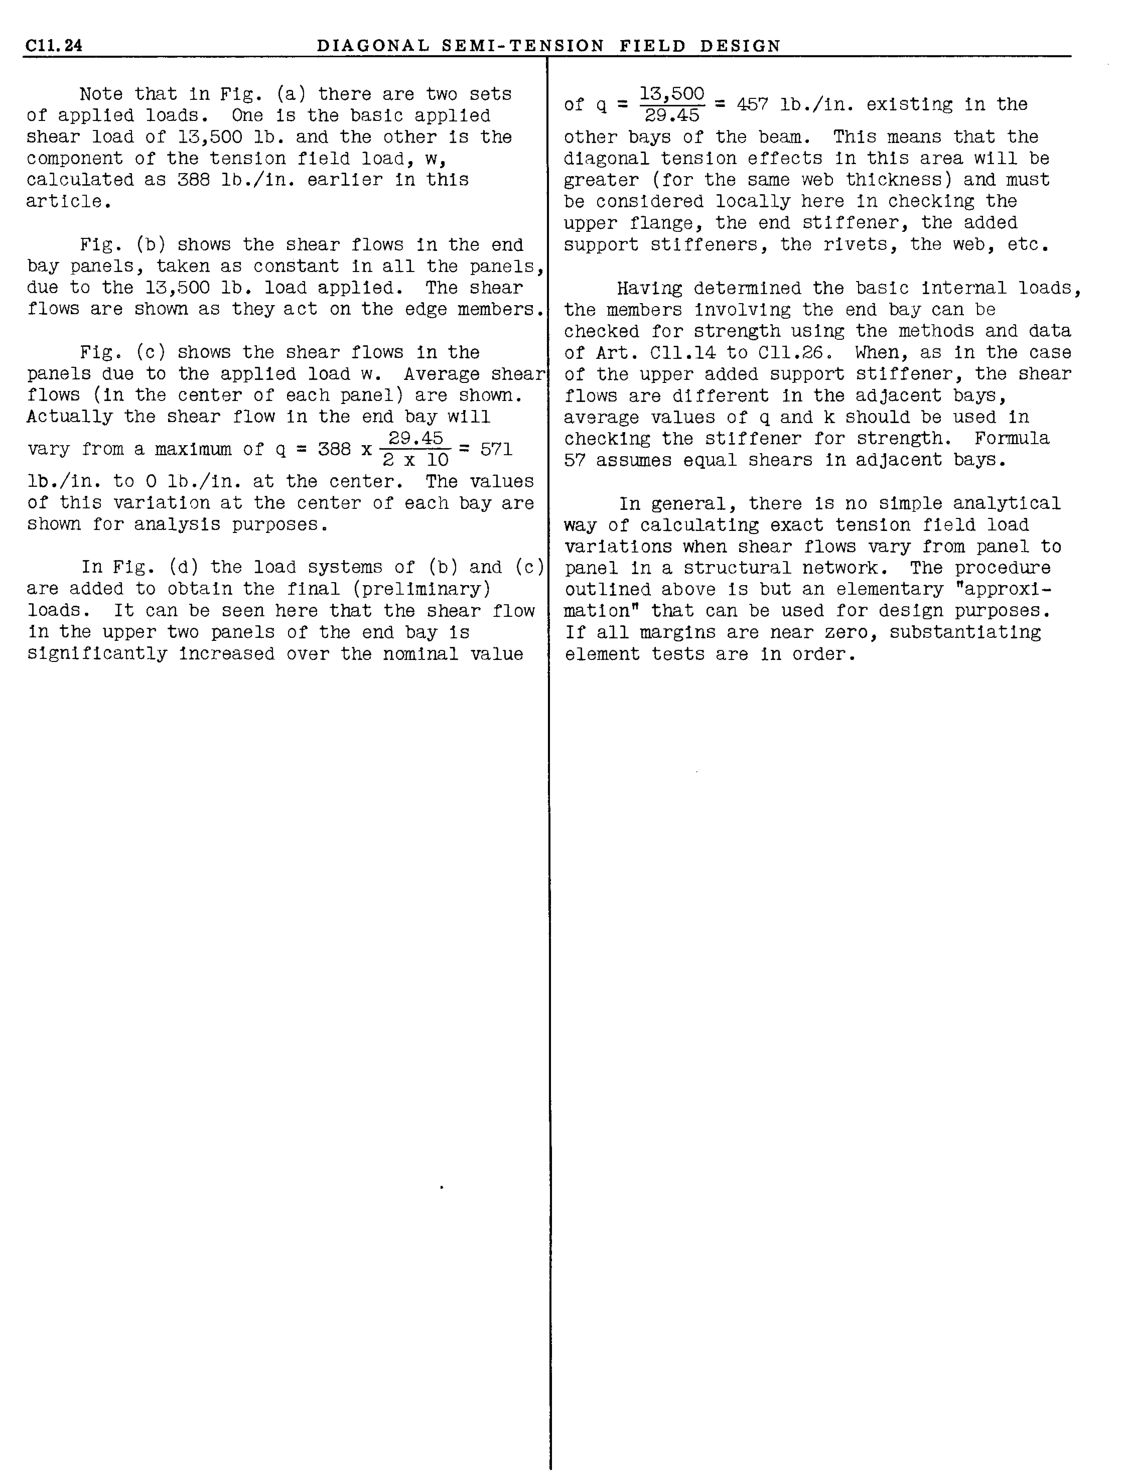 C11.24
DIAGONAL SEMI-TENSION FIELD DESIGN
Note that in Fig. (a) there are two sets
of applied loads. One is the basic applied
shear load of 13,500 lb. and the other is the
component of the tension field load, w,
calculated as 388 lb./in. earlier in this
article.
Fig. (b) shows the shear flows in the end
bay panels, taken as constant in all the panels,
due to the 13,500 lb. load applied. The shear
flows are shown as they act on the edge members.
Fig. (c) shows the shear flows in the
panels due to the applied load w. Average shear
flows (in the center of each panel) are shown.
Actually the shear flow in the end bay will
vary from a maximum of q = 388 x 29.45 / 2 x 10 = 571
lb./in. to 0 lb./in. at the center. The values
of this variation at the center of each bay are
shown for analysis purposes.
In Fig. (d) the load systems of (b) and (c)
are added to obtain the final (preliminary)
loads. It can be seen here that the shear flow
in the upper two panels of the end bay is
significantly increased over the nominal value
of q = 13,500 / 29.45 = 457 lb./in. existing in the
other bays of the beam. This means that the
diagonal tension effects in this area will be
greater (for the same web thickness) and must
be considered locally here in checking the
upper flange, the end stiffener, the added
support stiffeners, the rivets, the web, etc.
Having determined the basic internal loads,
the members involving the end bay can be
checked for strength using the methods and data
of Art. C11.14 to C11.26. When, as in the case
of the upper added support stiffener, the shear
flows are different in the adjacent bays,
average values of q and k should be used in
checking the stiffener for strength. Formula
57 assumes equal shears in adjacent bays.
In general, there is no simple analytical
way of calculating exact tension field load
variations when shear flows vary from panel to
panel in a structural network. The procedure
outlined above is but an elementary "approxi-
mation" that can be used for design purposes.
If all margins are near zero, substantiating
element tests are in order.